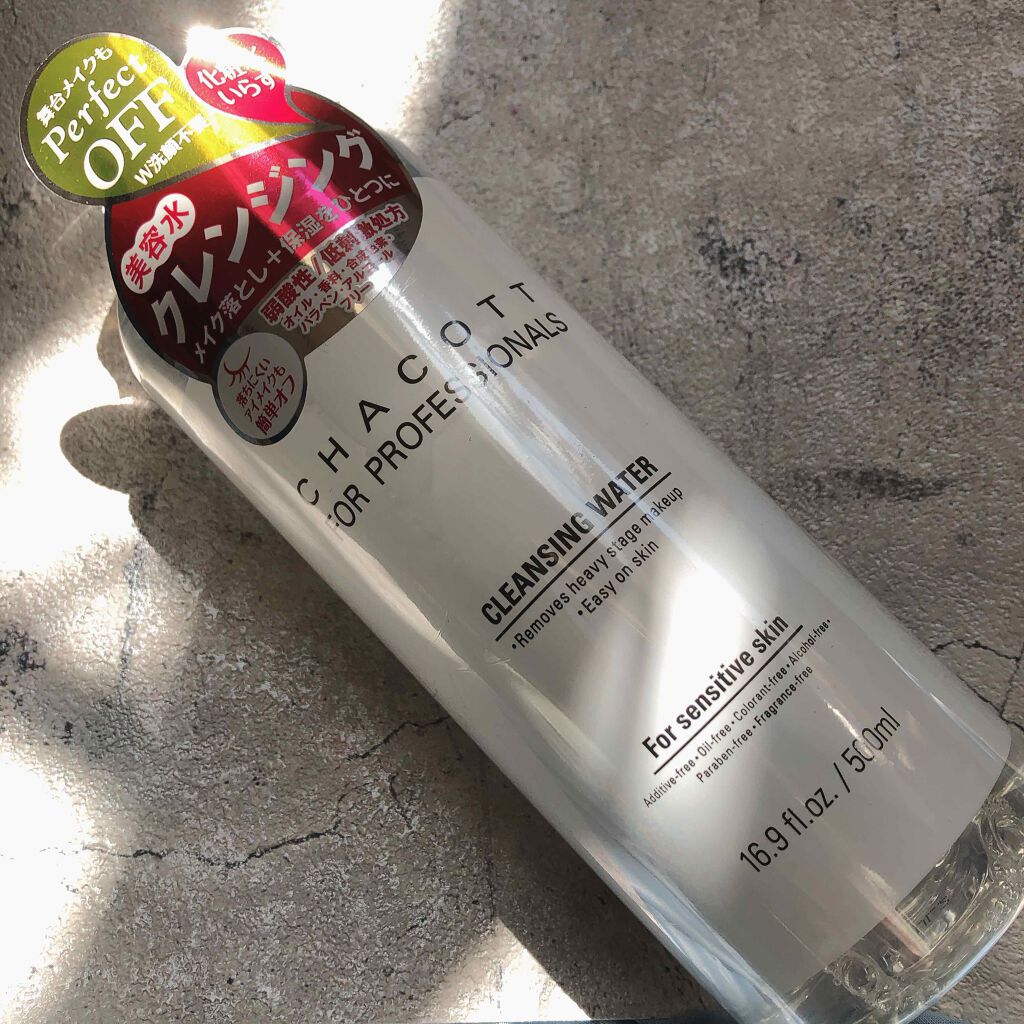 舞台メイクも
Perfect
OFF
W洗顔不要
化粧水
いらず
美容水
クレンジング
メイク落とし+保湿をひとつに
弱酸性/低刺激処方
オイル・香料・合成
パラベン・アルコール
フリー
落ちにくい
アイメイクも
簡単オフ
CHACOTT
FOR PROFESSIONALS
CLEANSING WATER
・Removes heavy stage makeup
・Easy on skin
For sensitive skin
Additive-free・Oil-free・Colorant-free・Alcohol-free・
Paraben-free・Fragrance-free
16.9 fl.oz. / 500ml